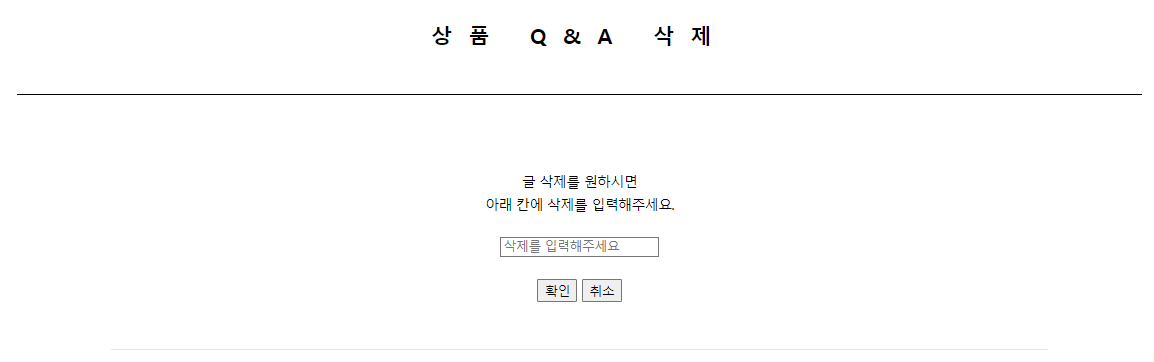 상 품 Q & A 삭 제
글 삭제를 원하시면
아래 칸에 삭제를 입력해주세요.
삭제를 입력해주세요
확인 취소